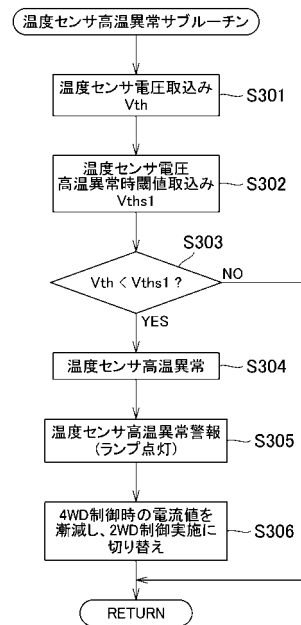 温度センサ高温異常サブルーチン
温度センサ電圧取込み
Vth
S301
温度センサ電圧
高温異常時閾値取込み
Vths1
S302
S303
Vth < Vths1 ?
NO
YES
温度センサ高温異常
S304
温度センサ高温異常警報
(ランプ点灯)
S305
4WD制御時の電流値を
漸減し、2WD制御実施に
切り替え
S306
RETURN